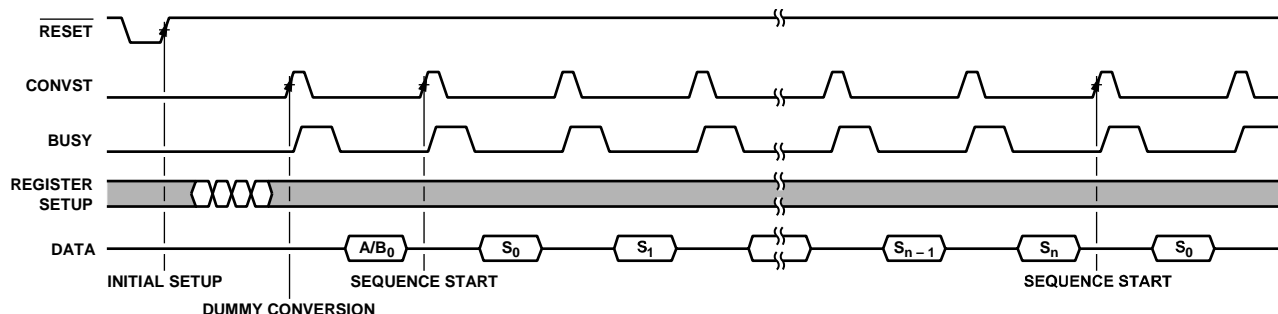 RESET
CONVST
BUSY
REGISTER
SETUP
DATA
A/B0
S0
S1
Sn – 1
Sn
S0
INITIAL SETUP
SEQUENCE START
SEQUENCE START
DUMMY CONVERSION